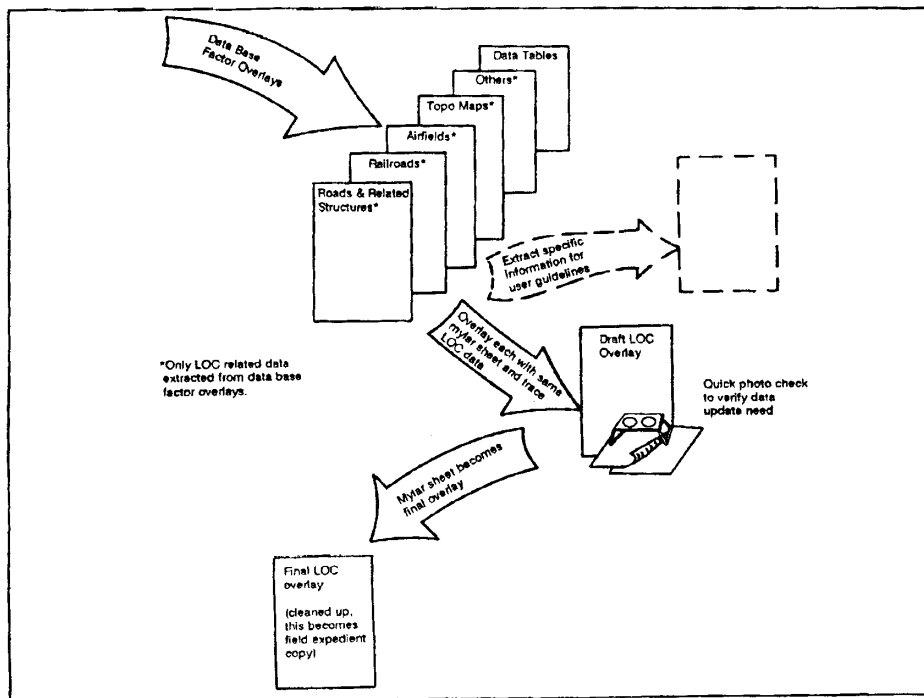 Data Base
Factor Overlays
Data Tables
Others*
Topo Maps*
Airfields*
Railroads*
Roads & Related
Structures*
Extract specific
information for
user guidelines
Overlay each with same
mylar sheet and trace
LOC data
Draft LOC
Overlay
*Only LOC related data
extracted from data base
factor overlays.
Quick photo check
to verify data
update need
Mylar sheet becomes
final overlay
Final LOC
overlay
(cleaned up,
this becomes
field expedient
copy)